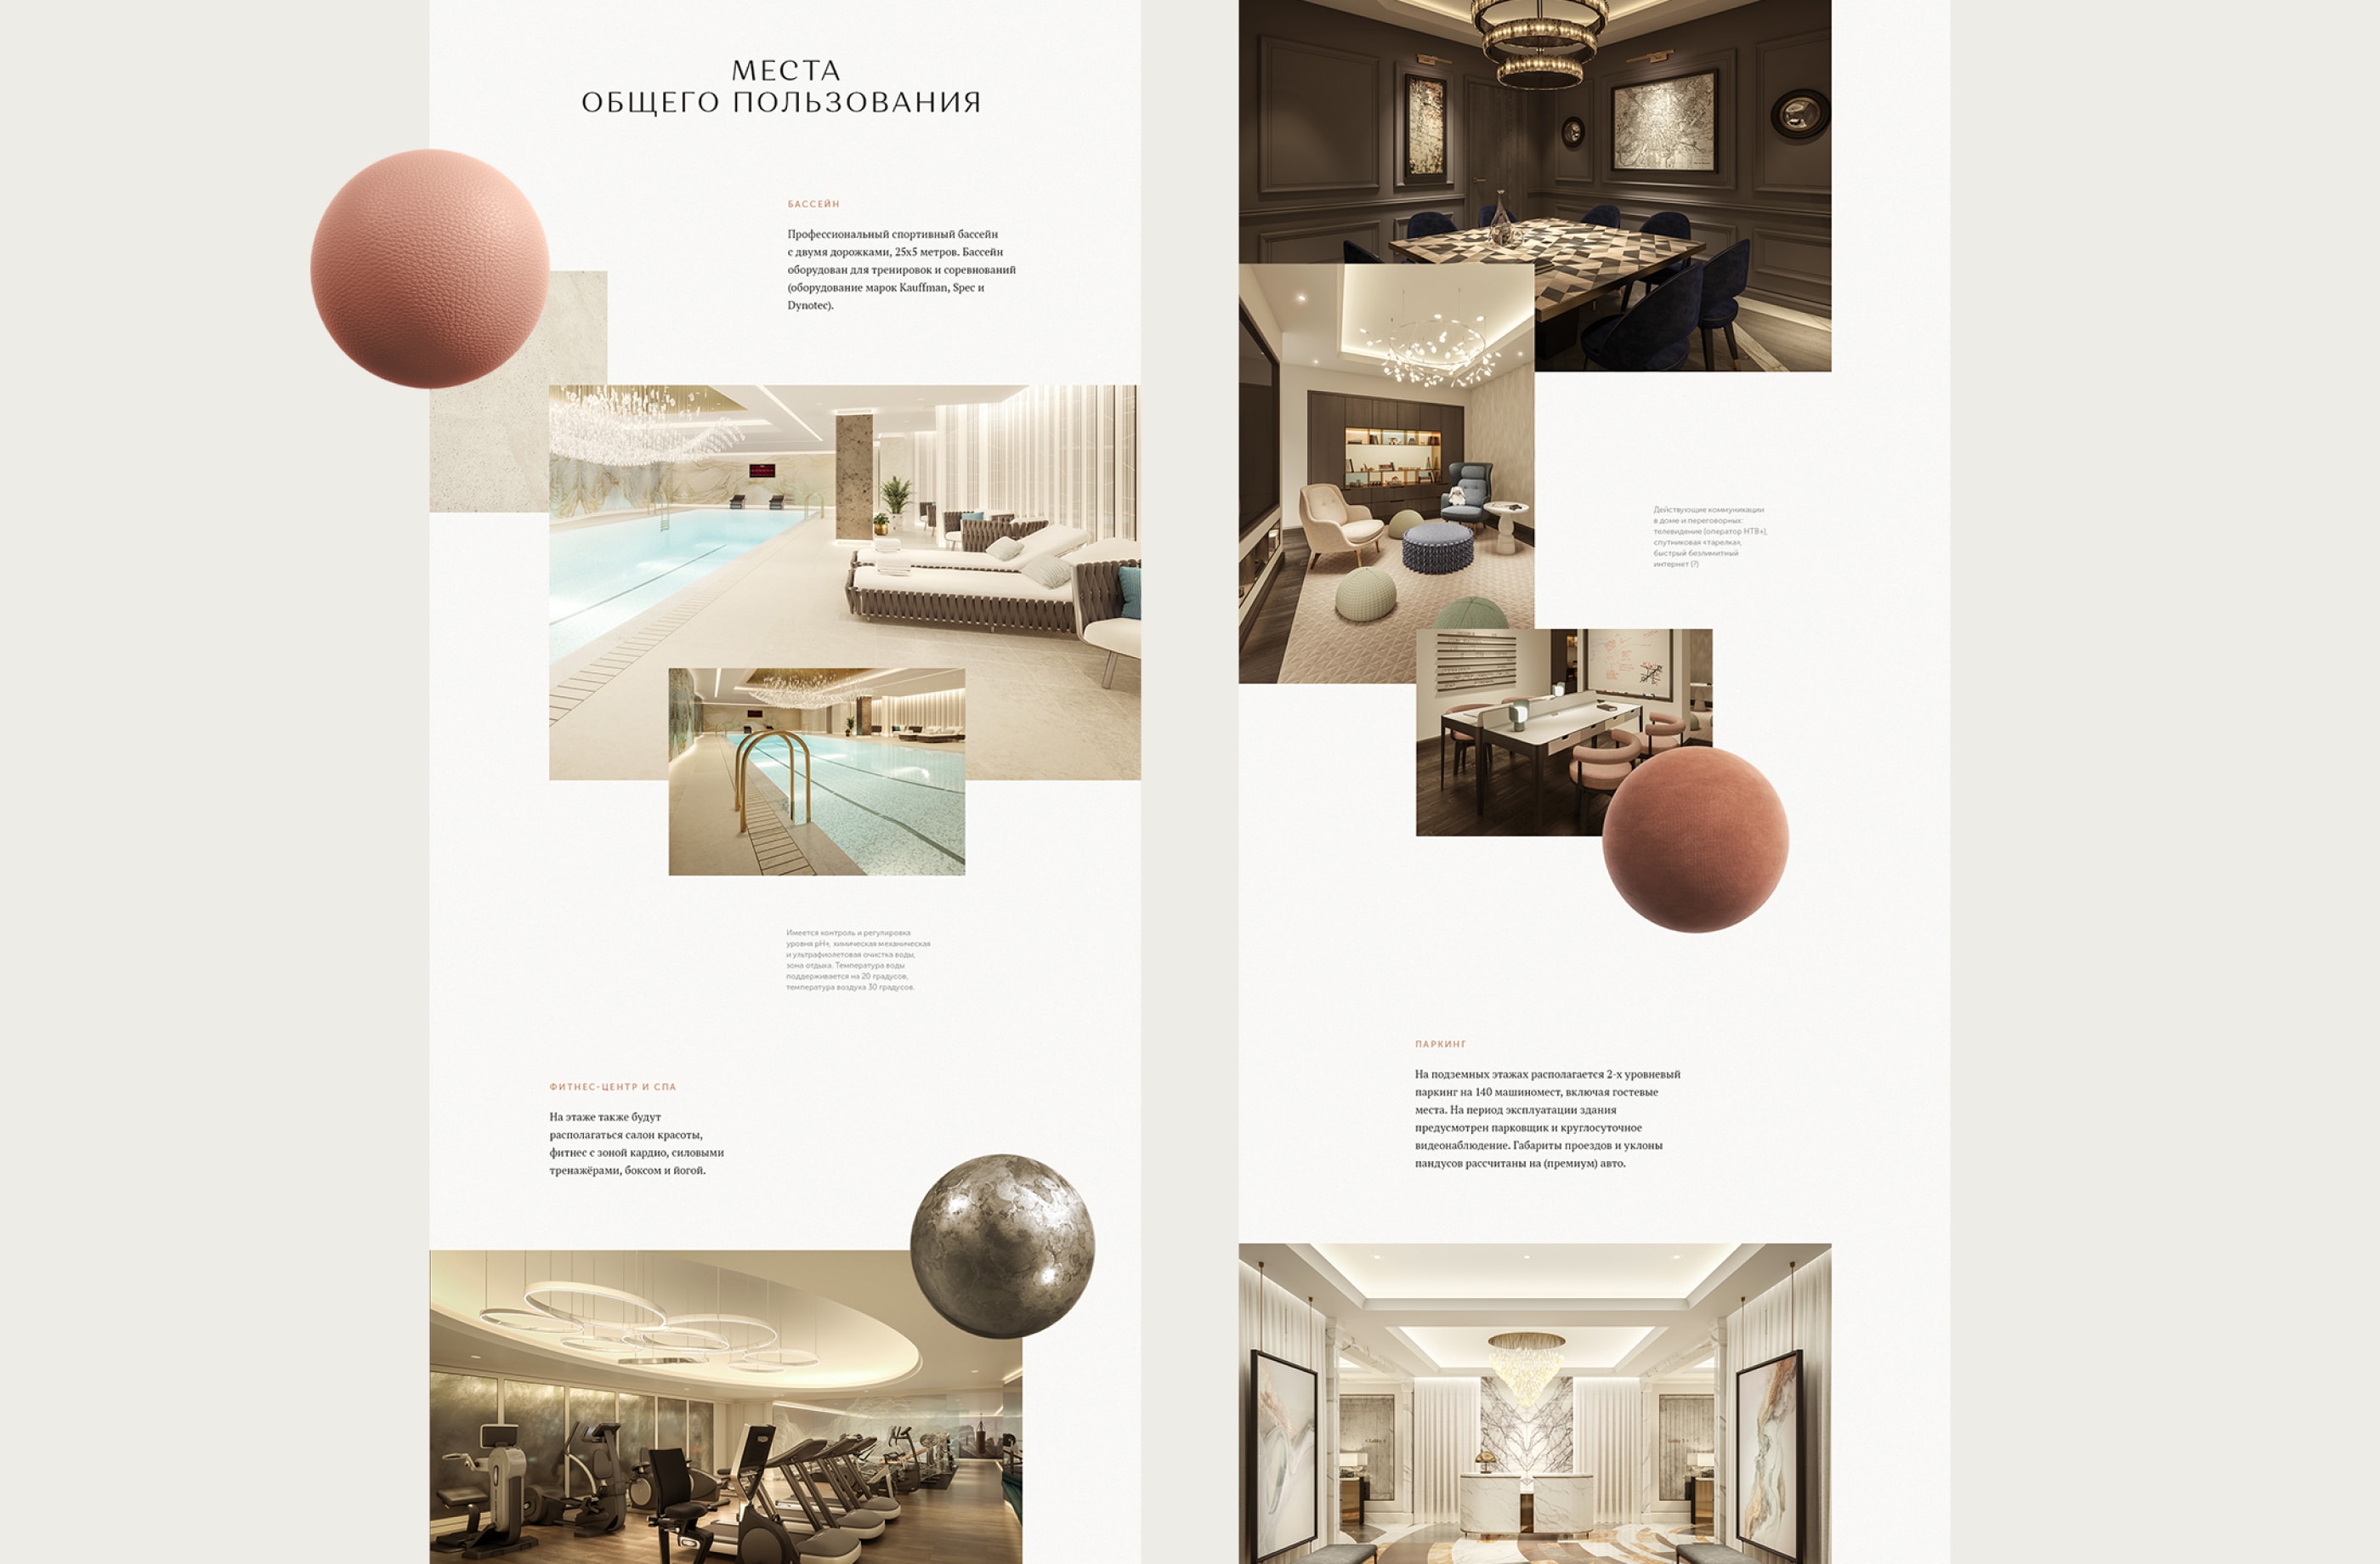 МЕСТА
ОБЩЕГО ПОЛЬЗОВАНИЯ
БАССЕЙН
Профессиональный спортивный бассейн
с двумя дорожками, 25х5 метров. Бассейн
оборудован для тренировок и соревнований
(оборудование марок Kauffman, Spec и
Dynotec).
Имеется контроль и регулировка
уровня pH+, химическая механическая
и ультрафиолетовая очистка воды,
зона отдыха. Температура воды
поддерживается на 20 градусов,
температура воздуха 30 градусов.
ФИТНЕС-ЦЕНТР И СПА
На этаже также будут
располагаться салон красоты,
фитнес с зоной кардио, силовыми
тренажёрами, боксом и йогой.
Действующие коммуникации
в доме и переговорных:
телевидение (оператор НТВ+),
спутниковая «тарелка»,
быстрый безлимитный
интернет (?)
ПАРКИНГ
На подземных этажах располагается 2-х уровневый
паркинг на 140 машиномест, включая гостевые
места. На период эксплуатации здания
предусмотрен парковщик и круглосуточное
видеонаблюдение. Габариты проездов и уклоны
пандусов рассчитаны на (премиум) авто.